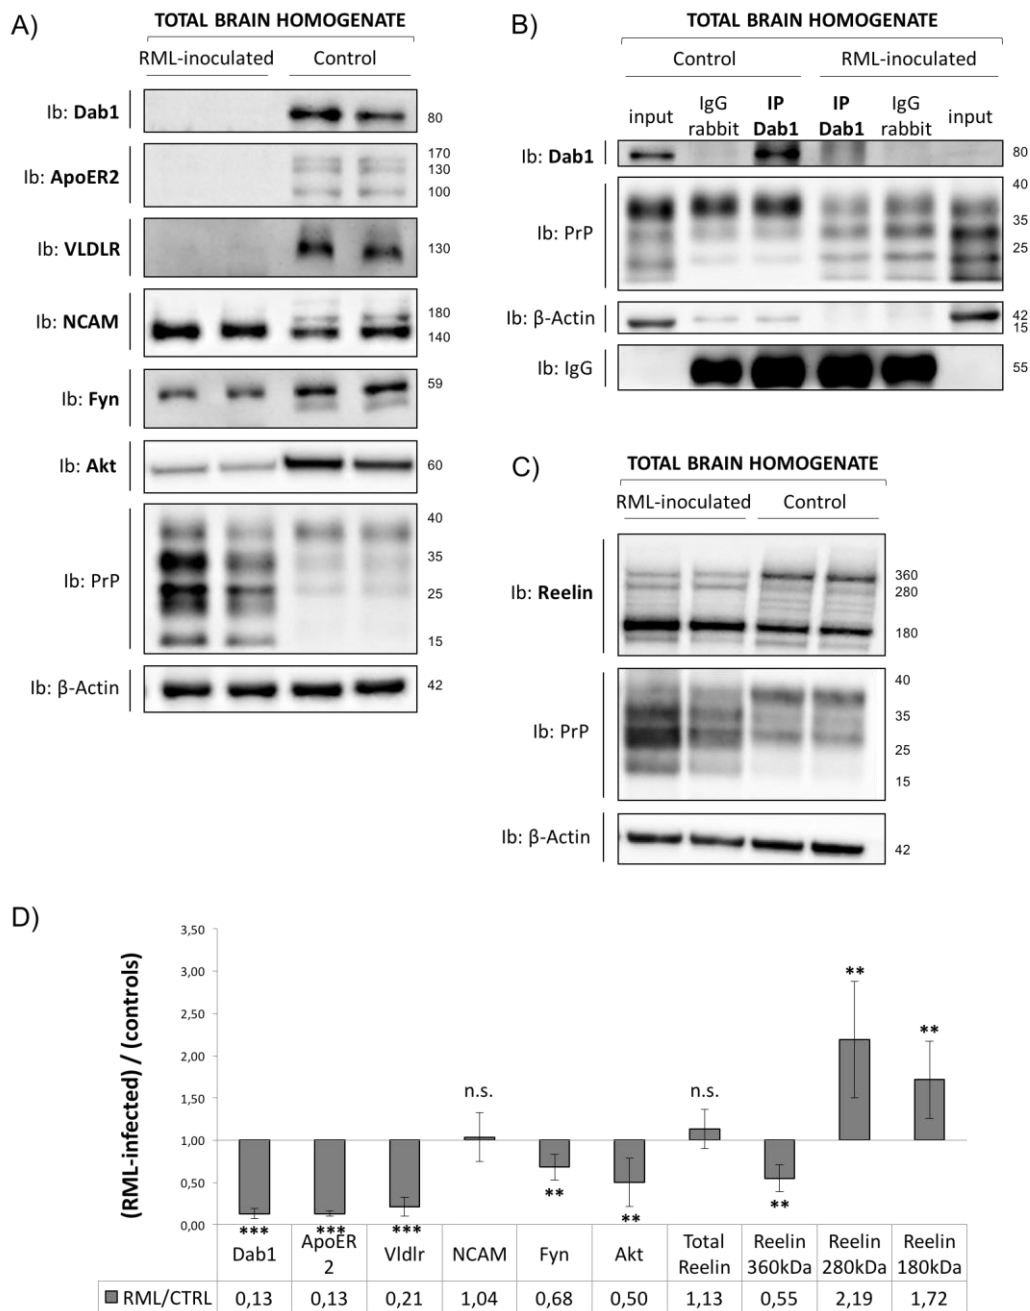 A)
TOTAL BRAIN HOMOGENATE
RML-inoculated Control
Ib: Dab1 80
Ib: ApoER2 170 130 100
Ib: VLDLR 130
Ib: NCAM 180 140
Ib: Fyn 59
Ib: Akt 60
Ib: PrP 40 35 25 15
Ib: β-Actin 42
B)
TOTAL BRAIN HOMOGENATE
Control RML-inoculated
input IgG rabbit IP Dab1 IP Dab1 IgG rabbit input
Ib: Dab1 80
Ib: PrP 40 35 25
Ib: β-Actin 42 15
Ib: IgG 55
C)
TOTAL BRAIN HOMOGENATE
RML-inoculated Control
Ib: Reelin 360 280 180
Ib: PrP 40 35 25 15
Ib: β-Actin 42
D)
(RML-infected) / (controls)
3,50
3,00
2,50
2,00
1,50
1,00
0,50
0,00
*** *** *** n.s. ** ** n.s. ** ** **
Dab1 ApoER 2 Vldlr NCAM Fyn Akt Total Reelin Reelin 360kDa Reelin 280kDa Reelin 180kDa
RML/CTRL 0,13 0,13 0,21 1,04 0,68 0,50 1,13 0,55 2,19 1,72